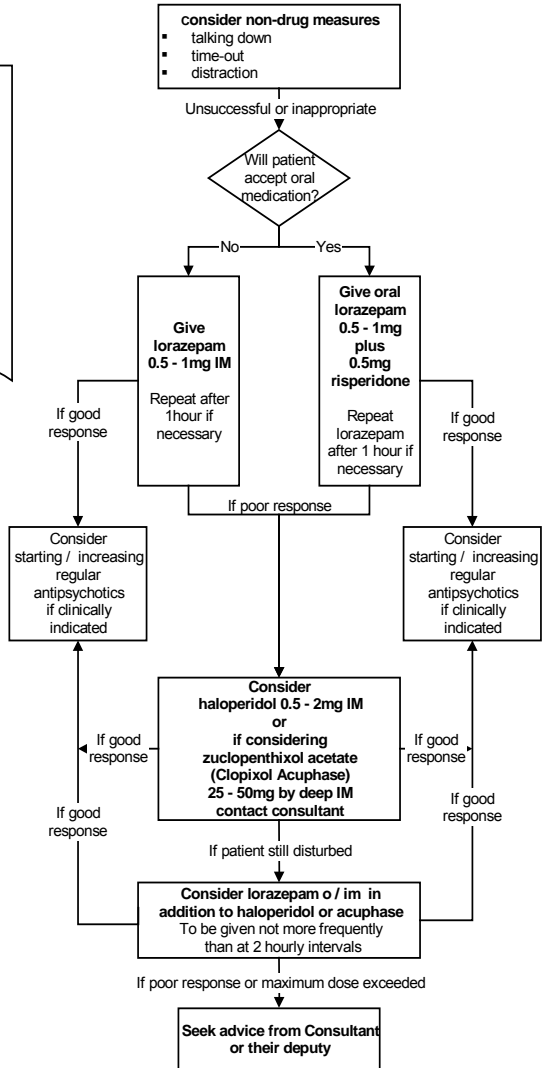 consider non-drug measures
▪ talking down
▪ time-out
▪ distraction
Unsuccessful or inappropriate
Will patient
accept oral
medication?
No
Yes
Give
lorazepam
0.5 - 1mg IM
Repeat after
1hour if
necessary
Give oral
lorazepam
0.5 - 1mg
plus
0.5mg
risperidone
Repeat
lorazepam
after 1 hour if
necessary
If good
response
If good
response
If poor response
Consider
starting / increasing
regular
antipsychotics
if clinically
indicated
Consider
starting / increasing
regular
antipsychotics
if clinically
indicated
Consider
haloperidol 0.5 - 2mg IM
or
if considering
zuclopenthixol acetate
(Clopixol Acuphase)
25 - 50mg by deep IM
contact consultant
If good
response
If good
response
If good
response
If good
response
If patient still disturbed
Consider lorazepam o / im in
addition to haloperidol or acuphase
To be given not more frequently
than at 2 hourly intervals
If poor response or maximum dose exceeded
Seek advice from Consultant
or their deputy